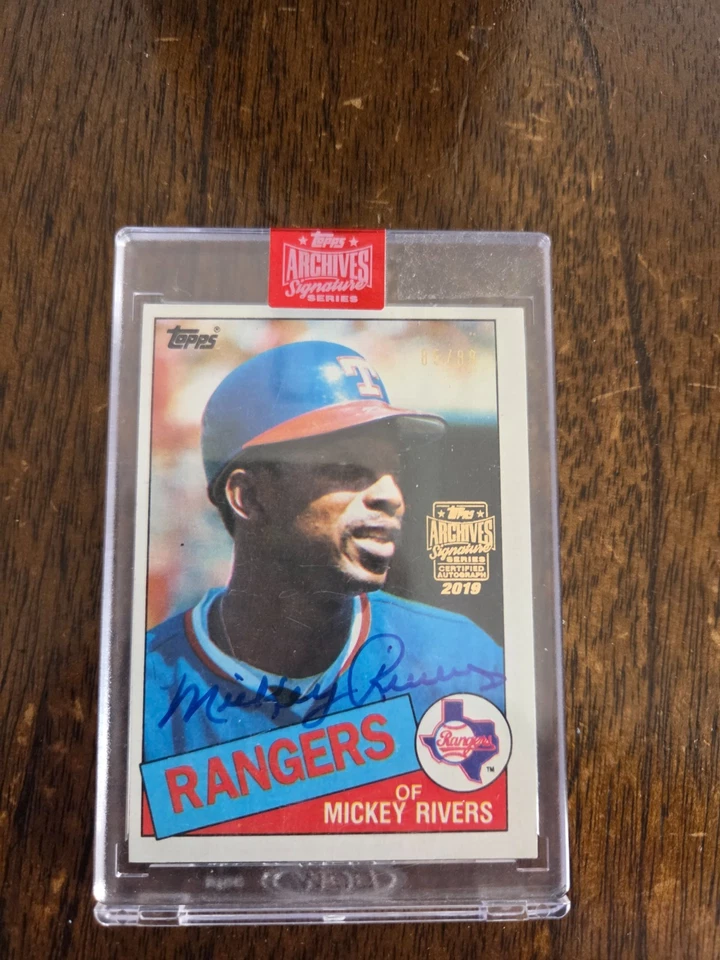 Topps
ARCHIVES
Signature
SERIES
Topps®
T
Topps
ARCHIVES
Signature
SERIES
CERTIFIED
AUTOGRAPH
2019
Mickey Rivers
RANGERS
Rangers
TM
OF
MICKEY RIVERS